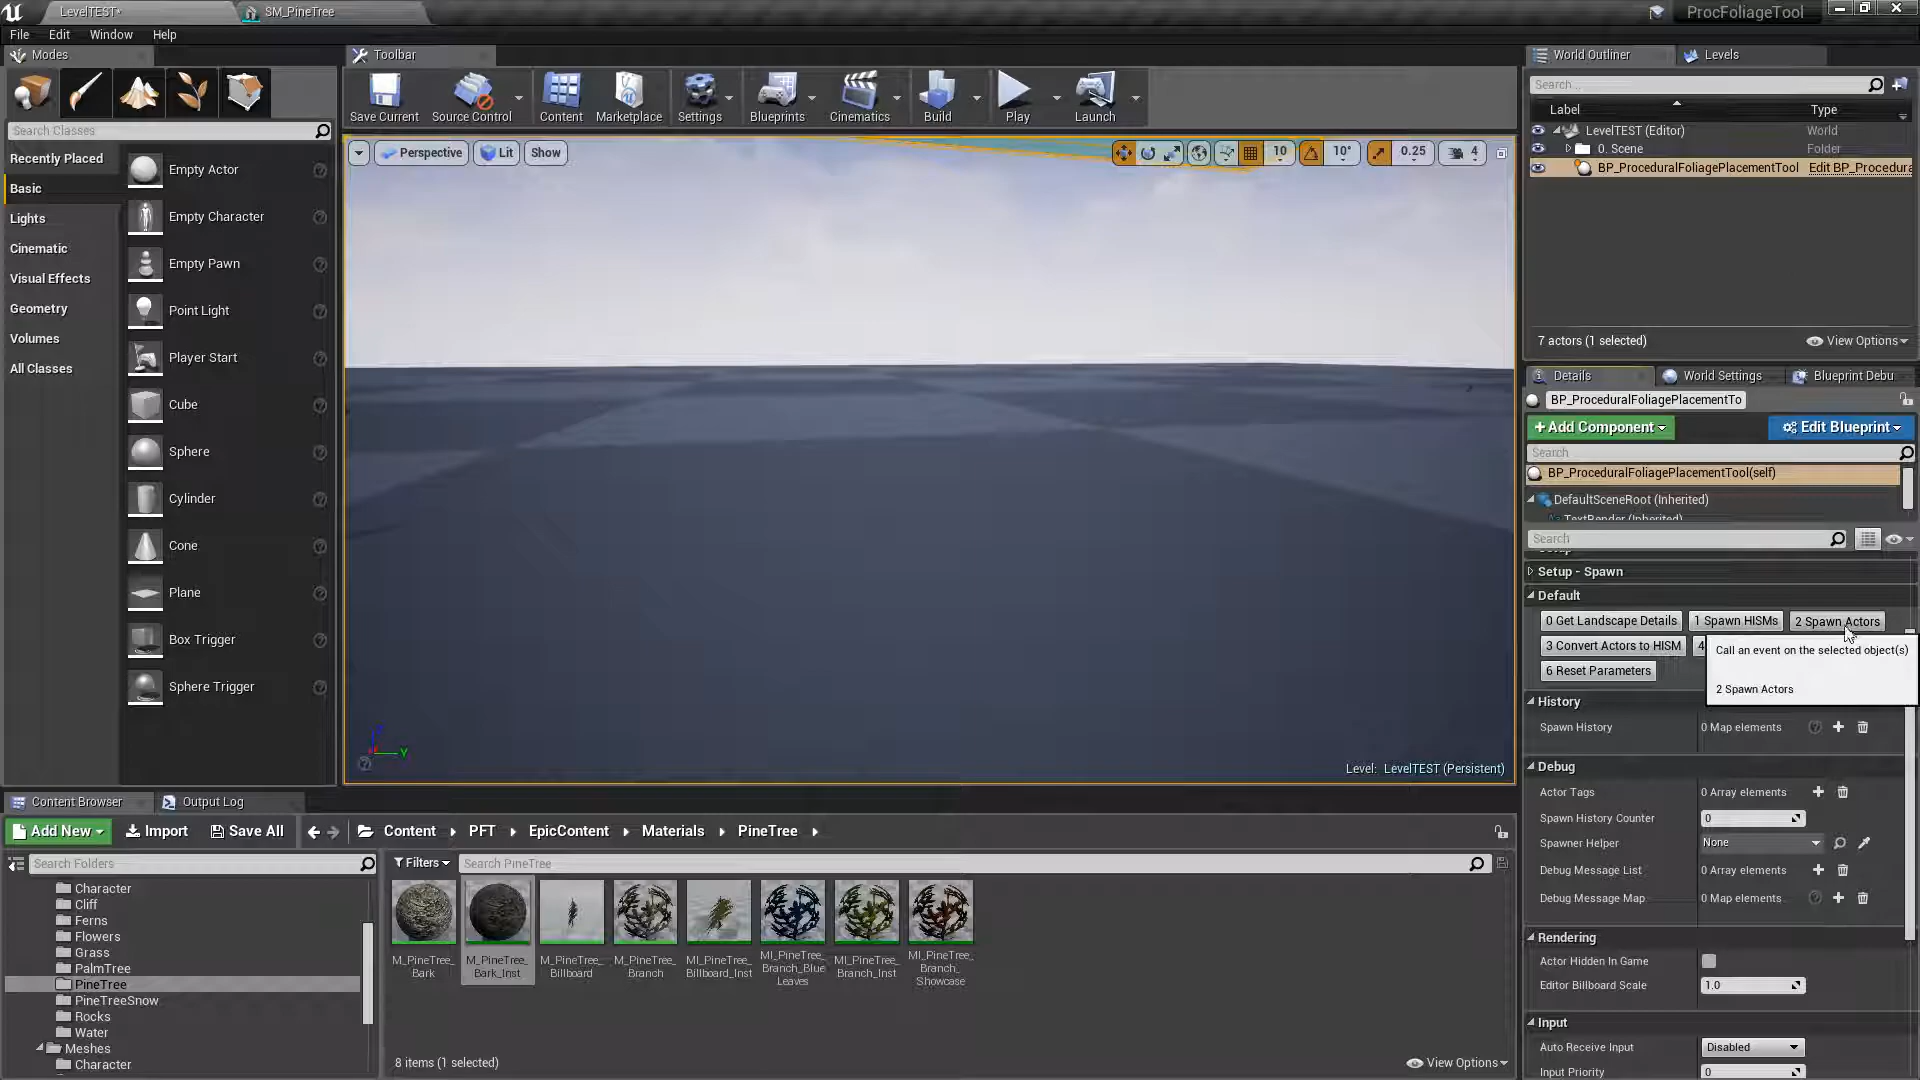 LevelTEST•
SM_PineTree
ProcFoliageTool
File Edit Window Help
Modes
Search Classes
Recently Placed
Basic
Lights
Cinematic
Visual Effects
Geometry
Volumes
All Classes
Empty Actor
Empty Character
Empty Pawn
Point Light
Player Start
Cube
Sphere
Cylinder
Cone
Plane
Box Trigger
Sphere Trigger
Toolbar
Save Current
Source Control
Content
Marketplace
Settings
Blueprints
Cinematics
Build
Play
Launch
Perspective Lit Show
10 10° 0.25 4
Y
Level: LevelTEST (Persistent)
World Outliner Levels
Search...
Label Type
LevelTEST (Editor) World
0. Scene Folder
BP_ProceduralFoliagePlacementTool Edit BP_Procedura
7 actors (1 selected) View Options
Details World Settings Blueprint Debu
BP_ProceduralFoliagePlacementTo
+Add Component Edit Blueprint
Search
BP_ProceduralFoliagePlacementTool(self)
DefaultSceneRoot (Inherited)
TextRender (Inherited)
Search
Setup - Spawn
Default
0 Get Landscape Details 1 Spawn HISMs 2 Spawn Actors
3 Convert Actors to HISM 4
6 Reset Parameters
Call an event on the selected object(s)
2 Spawn Actors
History
Spawn History 0 Map elements
Debug
Actor Tags 0 Array elements
Spawn History Counter 0
Spawner Helper None
Debug Message List 0 Array elements
Debug Message Map 0 Map elements
Rendering
Actor Hidden In Game
Editor Billboard Scale 1.0
Input
Auto Receive Input Disabled
Input Priority 0
Content Browser Output Log
Add New Import Save All Content PFT EpicContent Materials PineTree
Search Folders
Character
Cliff
Ferns
Flowers
Grass
PalmTree
PineTree
PineTreeSnow
Rocks
Water
Meshes
Character
Filters Search PineTree
M_PineTree_
Bark
M_PineTree_
Bark_Inst
M_PineTree_
Billboard
M_PineTree_
Branch
MI_PineTree_
Billboard_Inst
MI_PineTree_
Branch_Blue
Leaves
MI_PineTree_
Branch_Inst
MI_PineTree_
Branch_
Showcase
8 items (1 selected) View Options